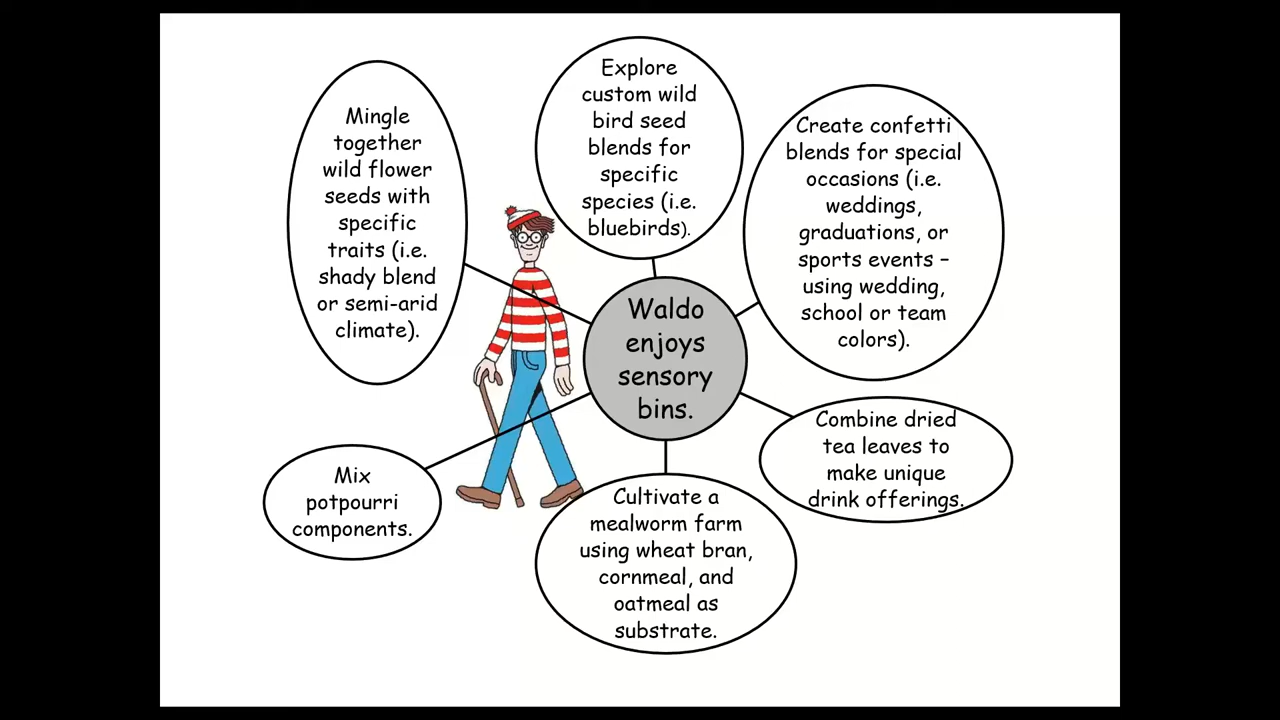 Mingle
together
wild flower
seeds with
specific
traits (i.e.
shady blend
or semi-arid
climate).
Explore
custom wild
bird seed
blends for
specific
species (i.e.
bluebirds).
Create confetti
blends for special
occasions (i.e.
weddings,
graduations, or
sports events –
using wedding,
school or team
colors).
Waldo
enjoys
sensory
bins.
Mix
potpourri
components.
Cultivate a
mealworm farm
using wheat bran,
cornmeal, and
oatmeal as
substrate.
Combine dried
tea leaves to
make unique
drink offerings.